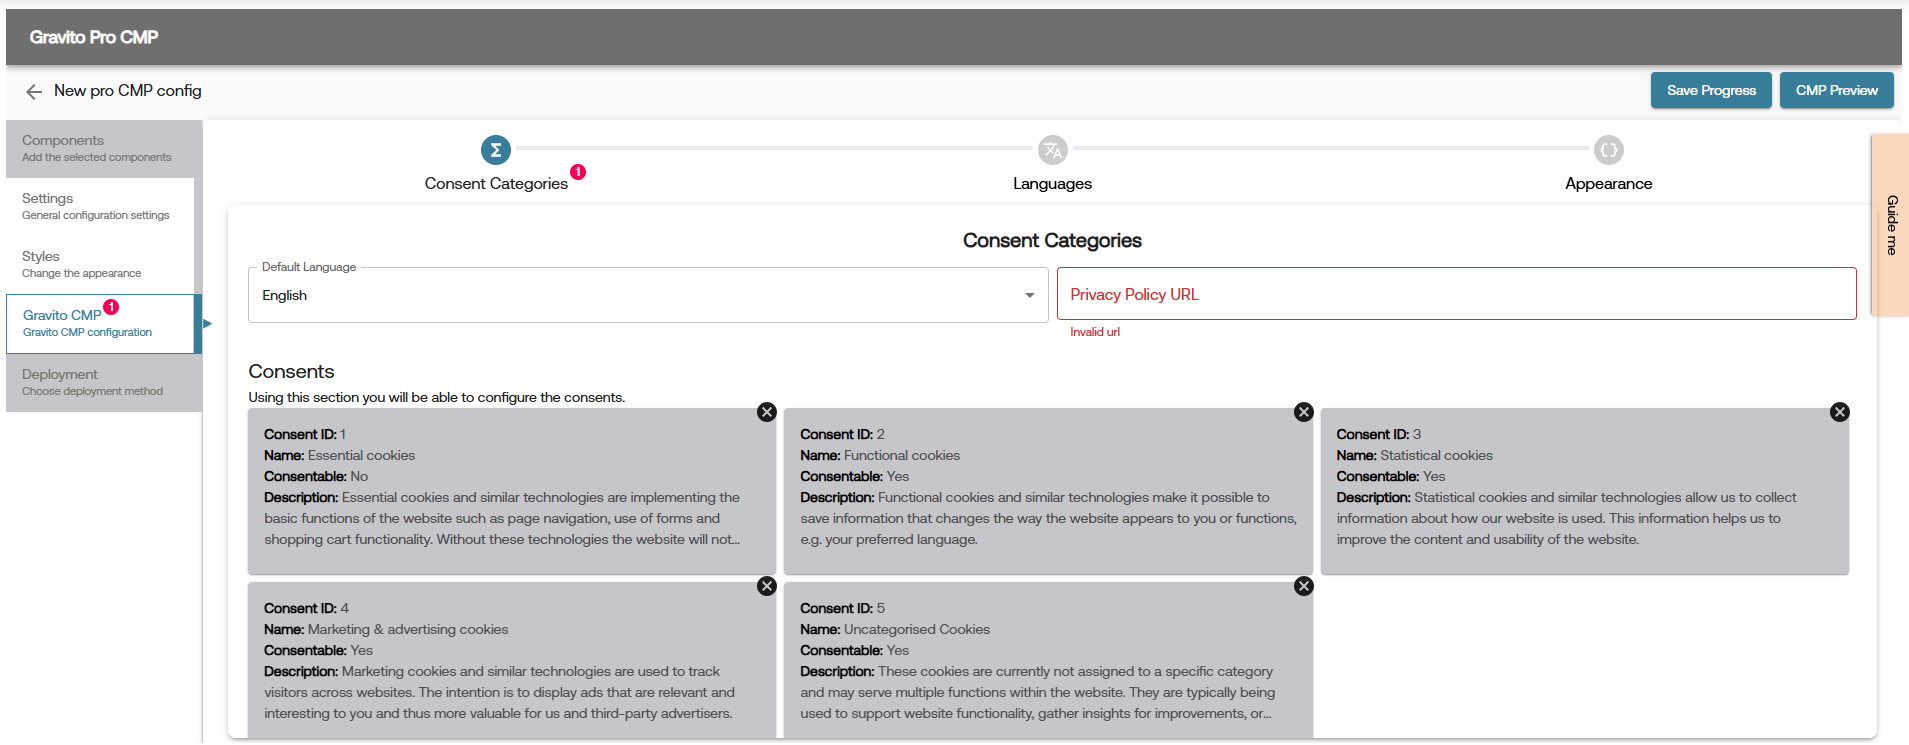 Gravito Pro CMP
New pro CMP config
Save Progress
CMP Preview
Components
Add the selected components
Settings
General configuration settings
Styles
Change the appearance
Gravito CMP
1
Gravito CMP configuration
Deployment
Choose deployment method
Consent Categories
1
Languages
Appearance
Guide me
Consent Categories
Default Language
English
Privacy Policy URL
Invalid url
Consents
Using this section you will be able to configure the consents.
Consent ID: 1
Name: Essential cookies
Consentable: No
Description: Essential cookies and similar technologies are implementing the
basic functions of the website such as page navigation, use of forms and
shopping cart functionality. Without these technologies the website will not...
Consent ID: 2
Name: Functional cookies
Consentable: Yes
Description: Functional cookies and similar technologies make it possible to
save information that changes the way the website appears to you or functions,
e.g. your preferred language.
Consent ID: 3
Name: Statistical cookies
Consentable: Yes
Description: Statistical cookies and similar technologies allow us to collect
information about how our website is used. This information helps us to
improve the content and usability of the website.
Consent ID: 4
Name: Marketing & advertising cookies
Consentable: Yes
Description: Marketing cookies and similar technologies are used to track
visitors across websites. The intention is to display ads that are relevant and
interesting to you and thus more valuable for us and third-party advertisers.
Consent ID: 5
Name: Uncategorised Cookies
Consentable: Yes
Description: These cookies are currently not assigned to a specific category
and may serve multiple functions within the website. They are typically being
used to support website functionality, gather insights for improvements, or...